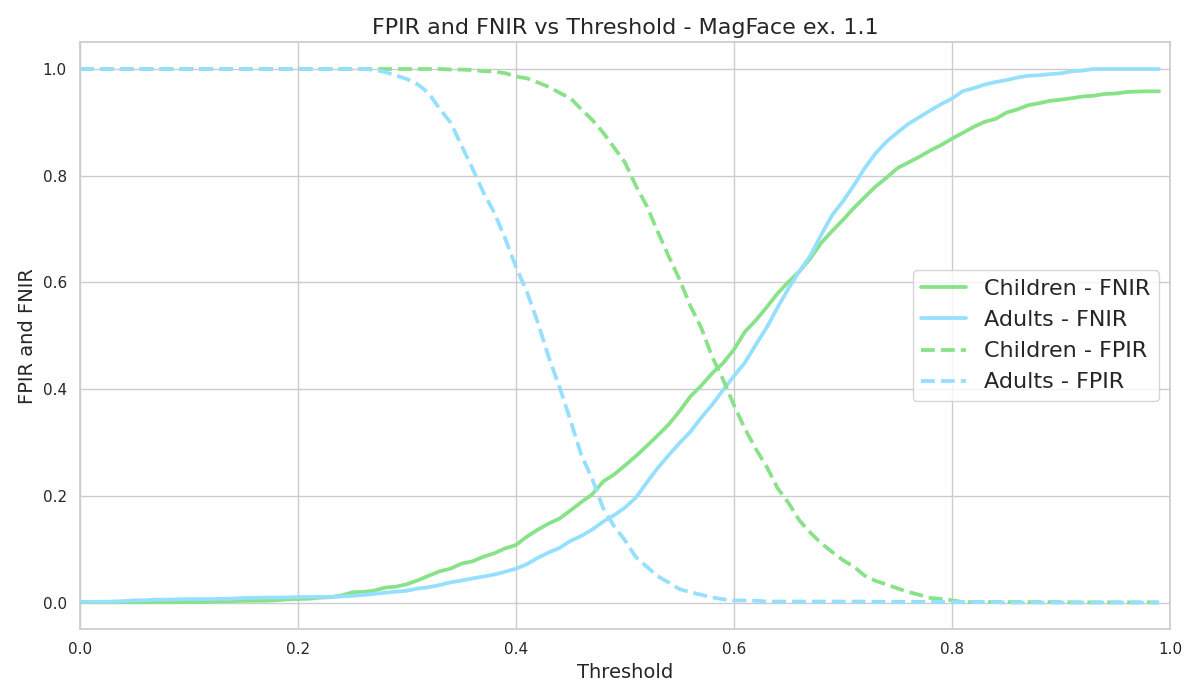 FPIR and FNIR vs Threshold - MagFace ex. 1.1
FPIR and FNIR
1.0
0.8
0.6
0.4
0.2
0.0
Children - FNIR
Adults - FNIR
Children - FPIR
Adults - FPIR
0.0 0.2 0.4 0.6 0.8 1.0
Threshold